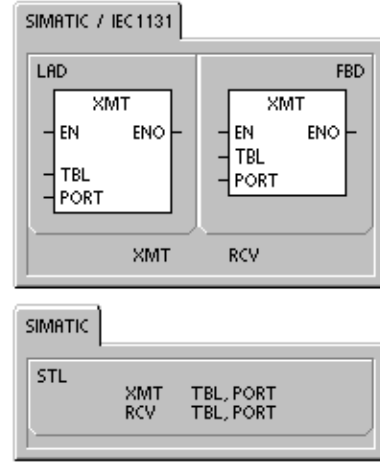 SIMATIC / IEC1131
LAD FBD
XMT XMT
EN ENO EN ENO
TBL TBL
PORT PORT
XMT RCV
SIMATIC
STL
XMT TBL, PORT
RCV TBL, PORT